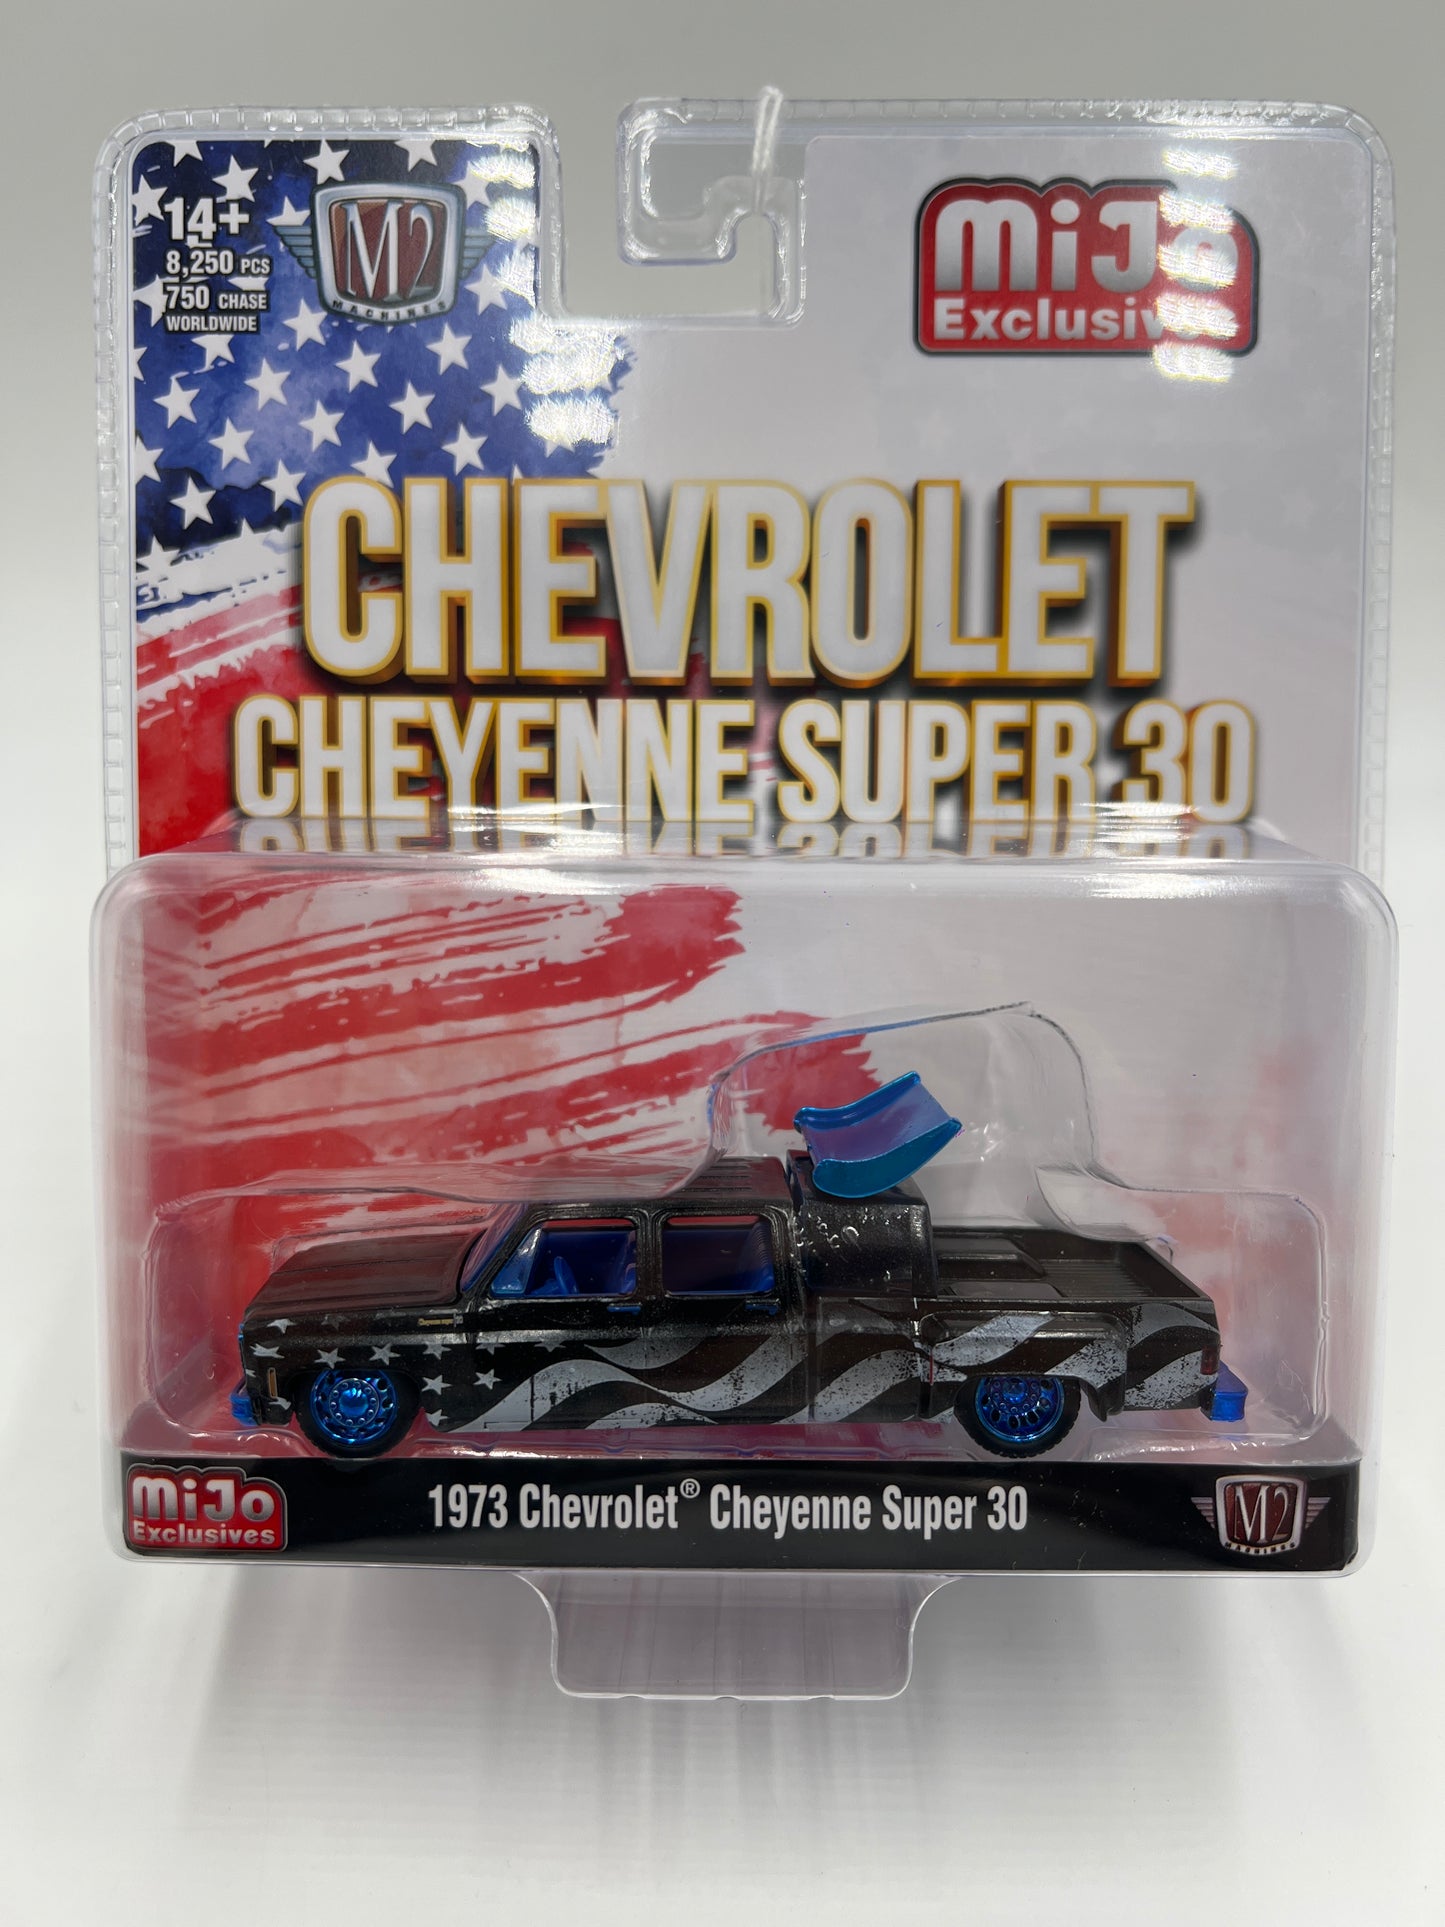 14+
8,250 PCS
750 CHASE
WORLDWIDE
M2
MACHINES
MiJo
Exclusives
CHEVROLET
CHEYENNE SUPER 30
MiJo
Exclusives
1973 Chevrolet® Cheyenne Super 30
M2
MACHINES